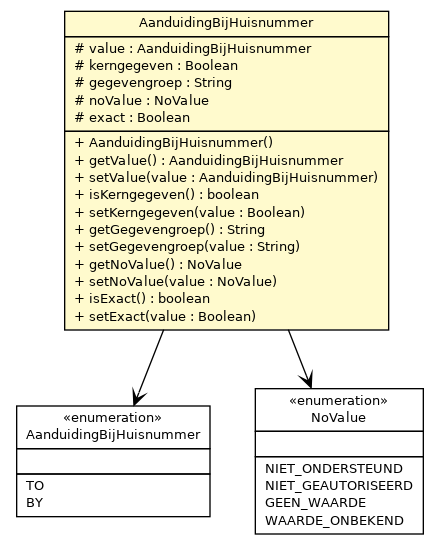 AanduidingBijHuisnummer
# value : AanduidingBijHuisnummer
# kerngegeven : Boolean
# gegevengroep : String
# noValue : NoValue
# exact : Boolean
+ AanduidingBijHuisnummer()
+ getValue() : AanduidingBijHuisnummer
+ setValue(value : AanduidingBijHuisnummer)
+ isKerngegeven() : boolean
+ setKerngegeven(value : Boolean)
+ getGegevengroep() : String
+ setGegevengroep(value : String)
+ getNoValue() : NoValue
+ setNoValue(value : NoValue)
+ isExact() : boolean
+ setExact(value : Boolean)
«enumeration»
AanduidingBijHuisnummer
TO
BY
«enumeration»
NoValue
NIET_ONDERSTEUND
NIET_GEAUTORISEERD
GEEN_WAARDE
WAARDE_ONBEKEND